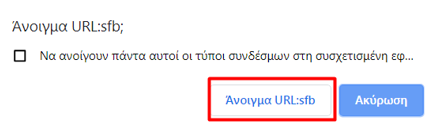 Άνοιγμα URL:sfb;
Να ανοίγουν πάντα αυτοί οι τύποι συνδέσμων στη συσχετισμένη εφ...
Άνοιγμα URL:sfb Ακύρωση